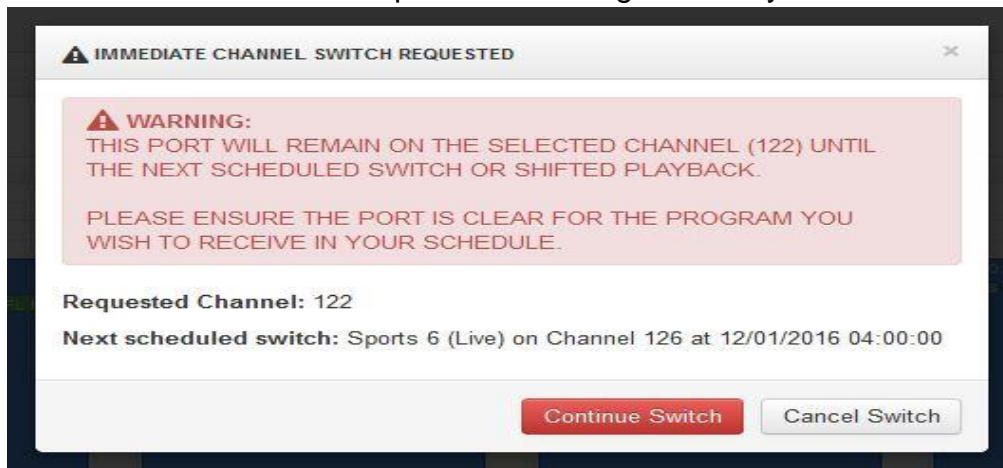 IMMEDIATE CHANNEL SWITCH REQUESTED ×
WARNING:
THIS PORT WILL REMAIN ON THE SELECTED CHANNEL (122) UNTIL
THE NEXT SCHEDULED SWITCH OR SHIFTED PLAYBACK.
PLEASE ENSURE THE PORT IS CLEAR FOR THE PROGRAM YOU
WISH TO RECEIVE IN YOUR SCHEDULE.
Requested Channel: 122
Next scheduled switch: Sports 6 (Live) on Channel 126 at 12/01/2016 04:00:00
Continue Switch Cancel Switch